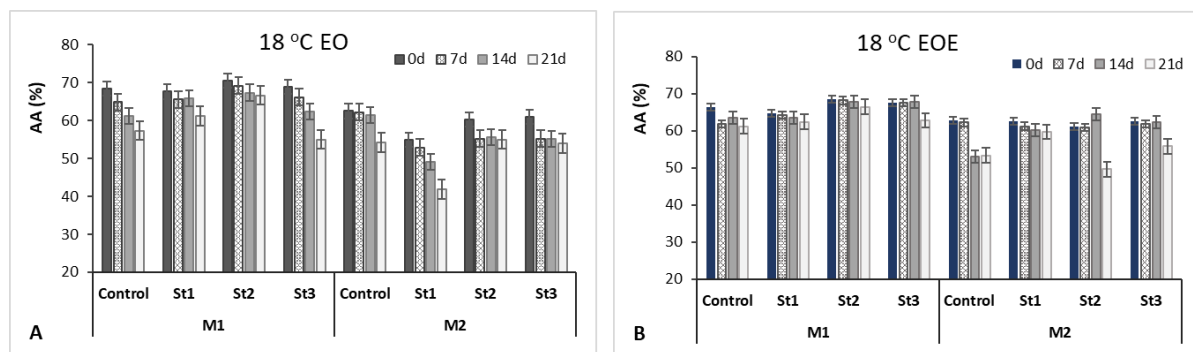 18 °C EO
0d 7d 14d 21d
AA (%)
80
70
60
50
40
30
20
Control St1 St2 St3 Control St1 St2 St3
M1 M2
A
18 °C EOE
0d 7d 14d 21d
AA (%)
80
70
60
50
40
30
20
Control St1 St2 St3 Control St1 St2 St3
M1 M2
B